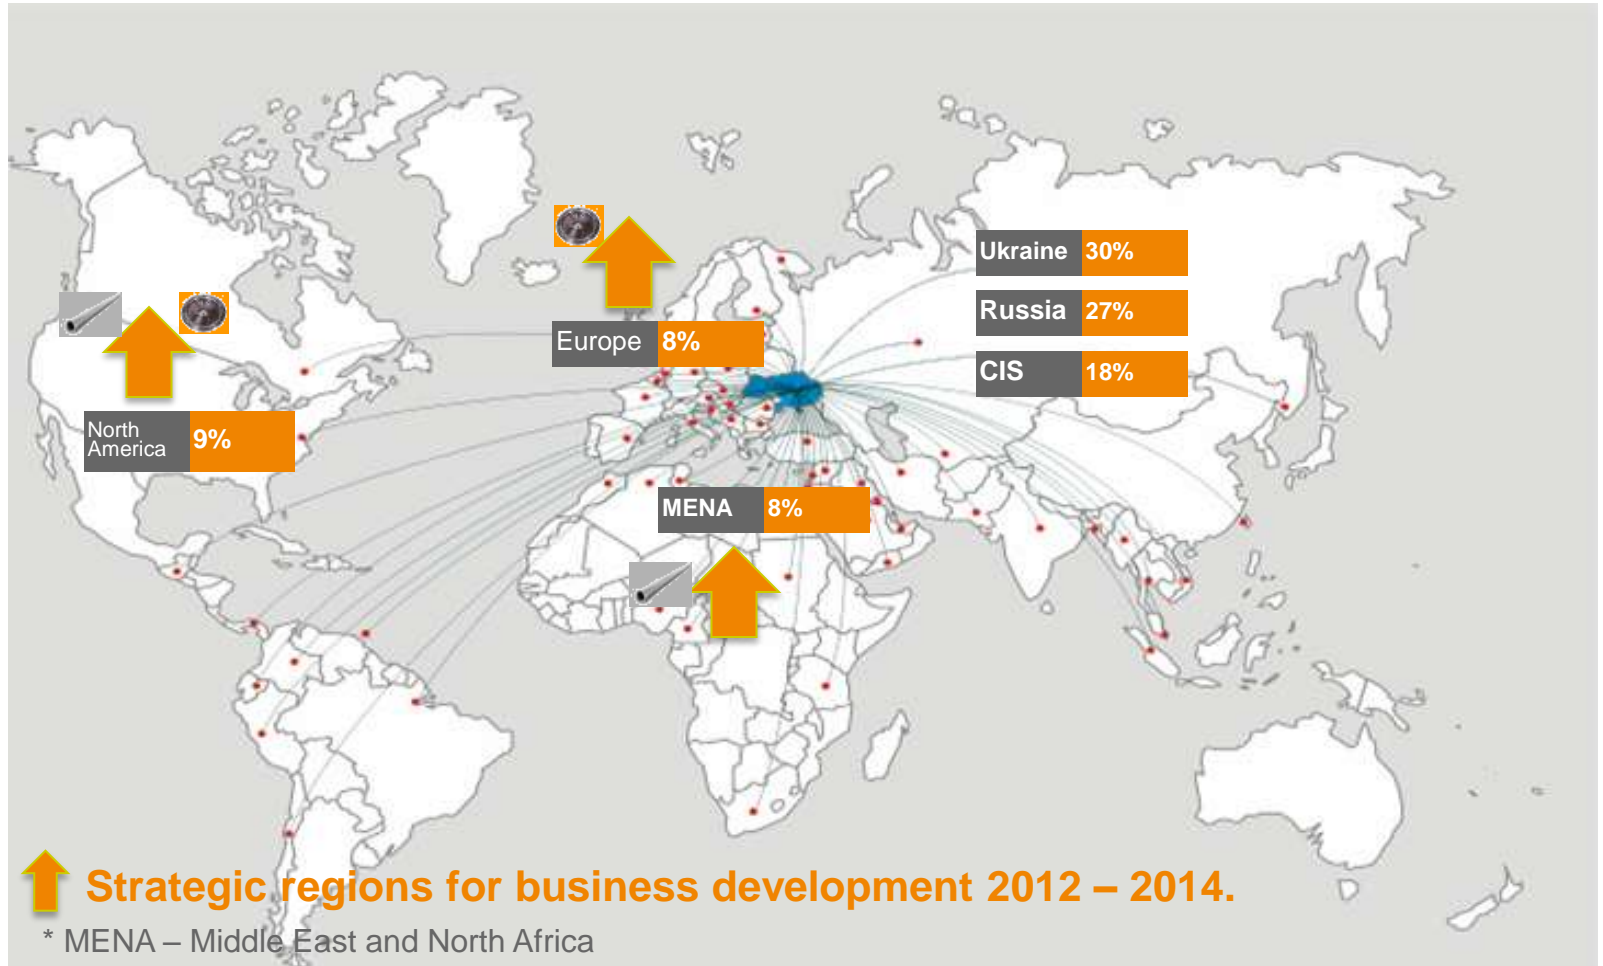 Ukraine 30%
Russia 27%
Europe 8%
CIS 18%
North
America 9%
MENA 8%
Strategic regions for business development 2012 – 2014.
* MENA – Middle East and North Africa